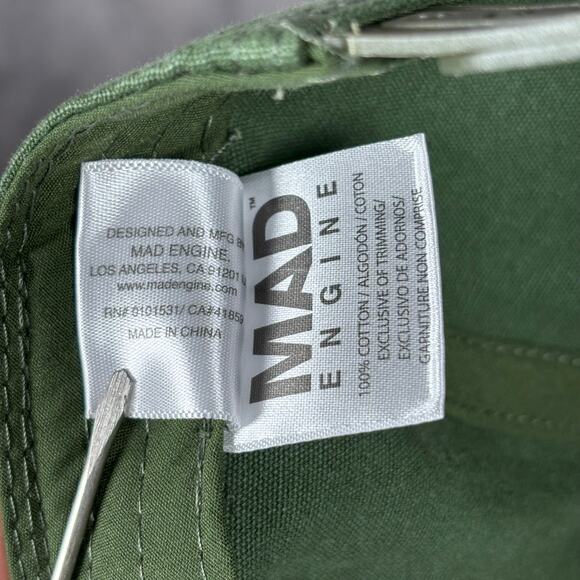 DESIGNED AND MFG BY
MAD ENGINE,
LOS ANGELES, CA 91201
www.madengine.com
RN# 0101531/ CA# 41859
MADE IN CHINA
MAD™
ENGINE
100% COTTON / ALGODÓN / COTON
EXCLUSIVE OF TRIMMING/
EXCLUSIVO DE ADORNOS/
GARNITURE NON COMPRISE